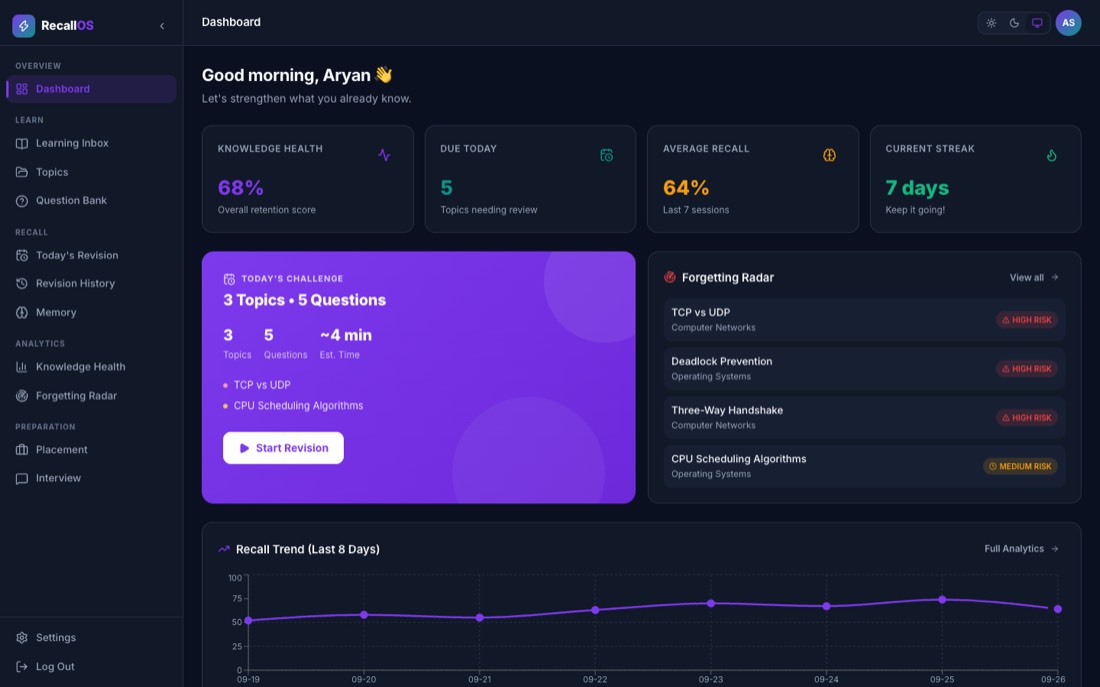 RecallOS
OVERVIEW
Dashboard
LEARN
Learning Inbox
Topics
Question Bank
RECALL
Today's Revision
Revision History
Memory
ANALYTICS
Knowledge Health
Forgetting Radar
PREPARATION
Placement
Interview
Settings
Log Out
Dashboard
AS
Good morning, Aryan 👋
Let's strengthen what you already know.
KNOWLEDGE HEALTH
68%
Overall retention score
DUE TODAY
5
Topics needing review
AVERAGE RECALL
64%
Last 7 sessions
CURRENT STREAK
7 days
Keep it going!
TODAY'S CHALLENGE
3 Topics • 5 Questions
3 5 ~4 min
Topics Questions Est. Time
• TCP vs UDP
• CPU Scheduling Algorithms
Start Revision
Forgetting Radar View all →
TCP vs UDP
Computer Networks
HIGH RISK
Deadlock Prevention
Operating Systems
HIGH RISK
Three-Way Handshake
Computer Networks
HIGH RISK
CPU Scheduling Algorithms
Operating Systems
MEDIUM RISK
Recall Trend (Last 8 Days) Full Analytics →
100
75
50
25
0
09-19 09-20 09-21 09-22 09-23 09-24 09-25 09-26